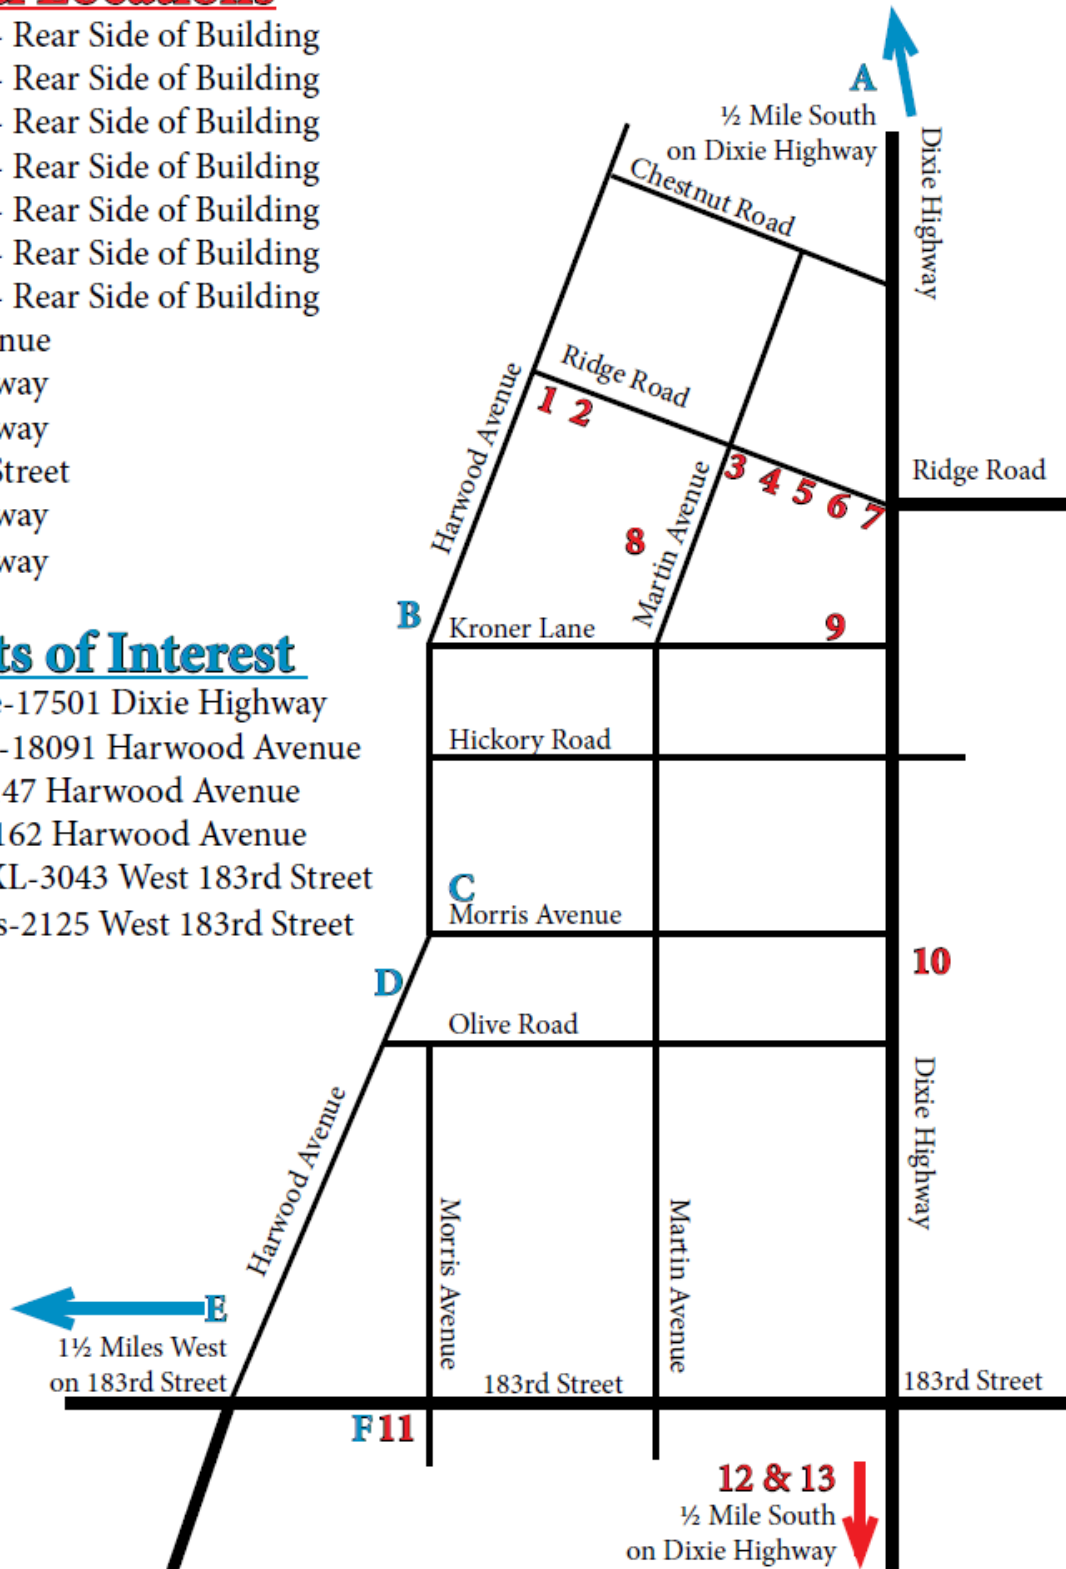 Locations
- Rear Side of Building
- Rear Side of Building
- Rear Side of Building
- Rear Side of Building
- Rear Side of Building
- Rear Side of Building
- Rear Side of Building
nue
way
way
Street
way
way
ts of Interest
e-17501 Dixie Highway
-18091 Harwood Avenue
47 Harwood Avenue
162 Harwood Avenue
XL-3043 West 183rd Street
s-2125 West 183rd Street
A
½ Mile South
on Dixie Highway
Dixie Highway
Chestnut Road
Ridge Road
1 2
Harwood Avenue
3 4 5 6 7
Ridge Road
8
Martin Avenue
B
Kroner Lane
9
Hickory Road
C
Morris Avenue
10
D
Olive Road
Dixie Highway
Harwood Avenue
Morris Avenue
Martin Avenue
E
1½ Miles West
on 183rd Street
183rd Street
183rd Street
F 11
12 & 13
½ Mile South
on Dixie Highway